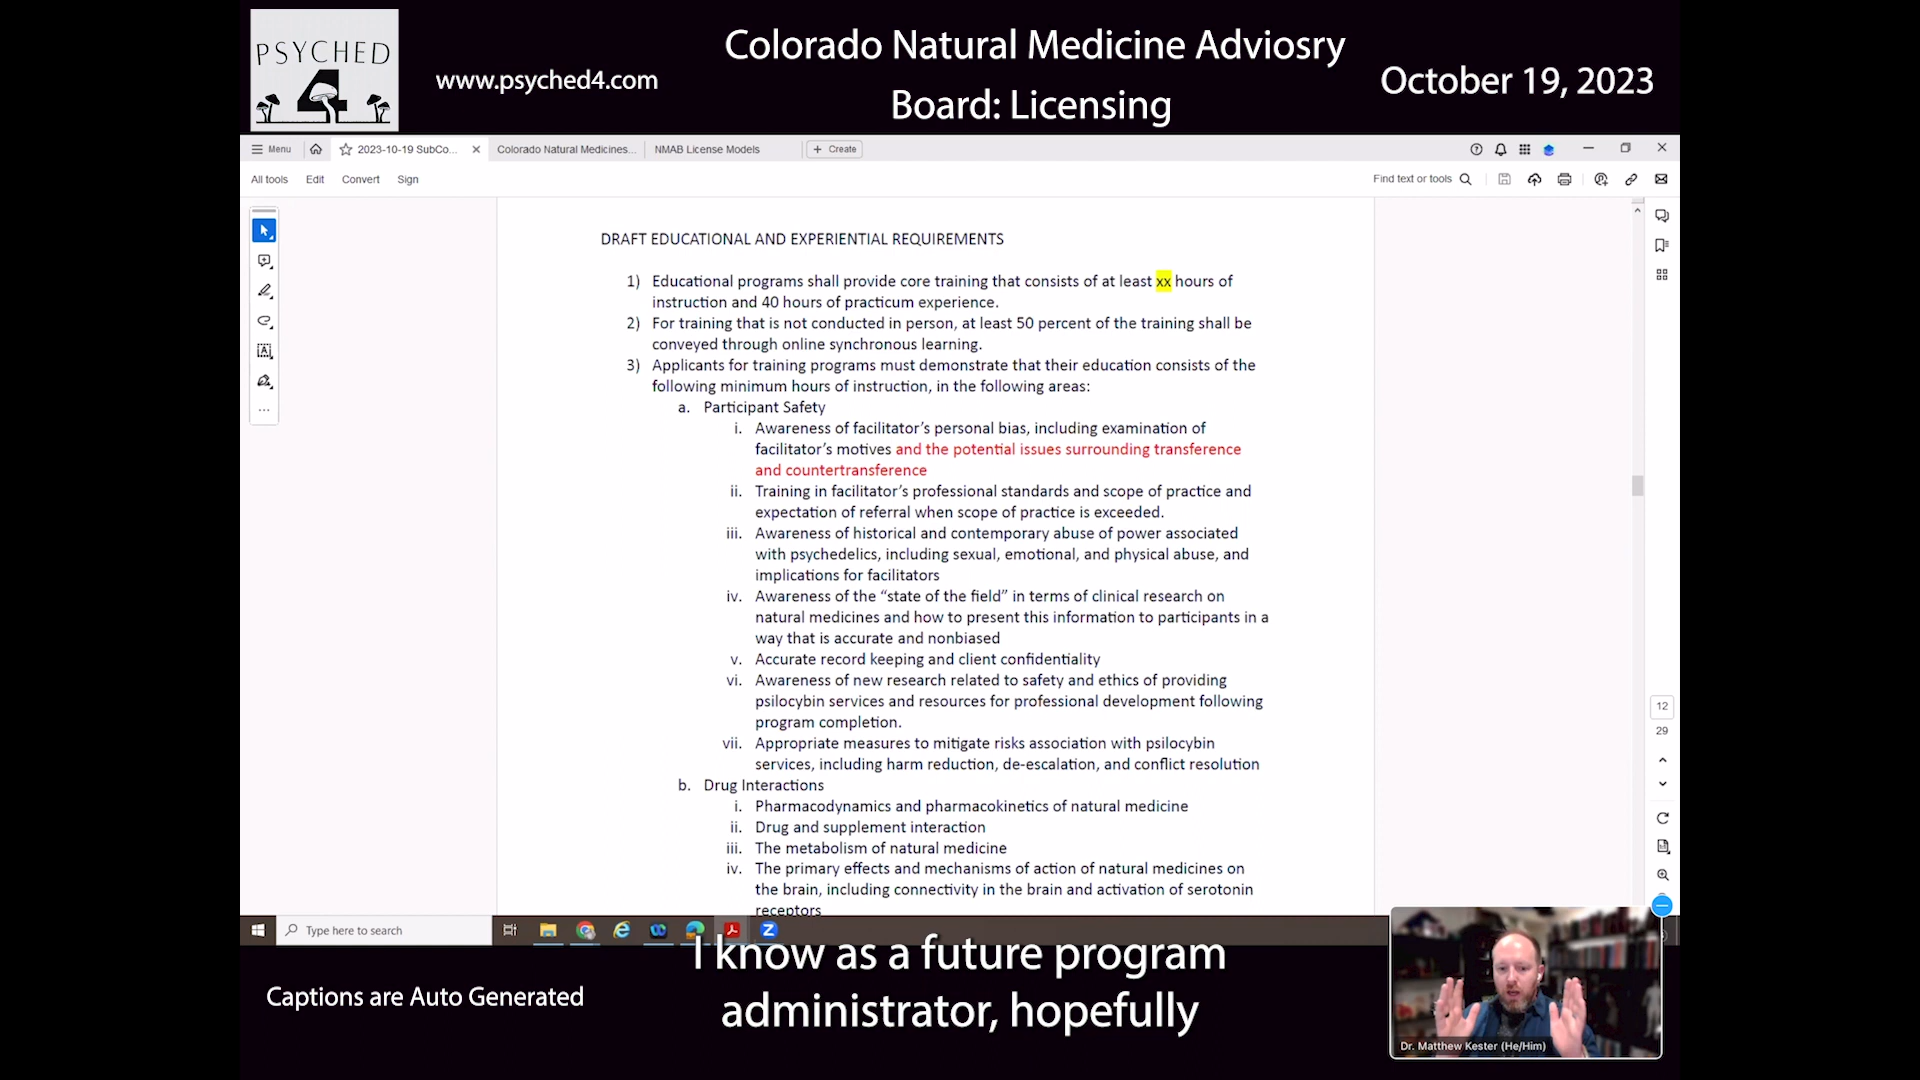 PSYCHED
4
www.psyched4.com
Colorado Natural Medicine Adviosry
Board: Licensing
October 19, 2023
Menu
2023-10-19 SubCo...
Colorado Natural Medicines...
NMAB License Models
+ Create
All tools
Edit
Convert
Sign
Find text or tools
DRAFT EDUCATIONAL AND EXPERIENTIAL REQUIREMENTS
1) Educational programs shall provide core training that consists of at least xx hours of
instruction and 40 hours of practicum experience.
2) For training that is not conducted in person, at least 50 percent of the training shall be
conveyed through online synchronous learning.
3) Applicants for training programs must demonstrate that their education consists of the
following minimum hours of instruction, in the following areas:
a. Participant Safety
i. Awareness of facilitator’s personal bias, including examination of
facilitator’s motives and the potential issues surrounding transference
and countertransference
ii. Training in facilitator’s professional standards and scope of practice and
expectation of referral when scope of practice is exceeded.
iii. Awareness of historical and contemporary abuse of power associated
with psychedelics, including sexual, emotional, and physical abuse, and
implications for facilitators
iv. Awareness of the “state of the field” in terms of clinical research on
natural medicines and how to present this information to participants in a
way that is accurate and nonbiased
v. Accurate record keeping and client confidentiality
vi. Awareness of new research related to safety and ethics of providing
psilocybin services and resources for professional development following
program completion.
vii. Appropriate measures to mitigate risks association with psilocybin
services, including harm reduction, de-escalation, and conflict resolution
b. Drug Interactions
i. Pharmacodynamics and pharmacokinetics of natural medicine
ii. Drug and supplement interaction
iii. The metabolism of natural medicine
iv. The primary effects and mechanisms of action of natural medicines on
the brain, including connectivity in the brain and activation of serotonin
receptors
12
29
Type here to search
I know as a future program
administrator, hopefully
Captions are Auto Generated
Dr. Matthew Kester (He/Him)